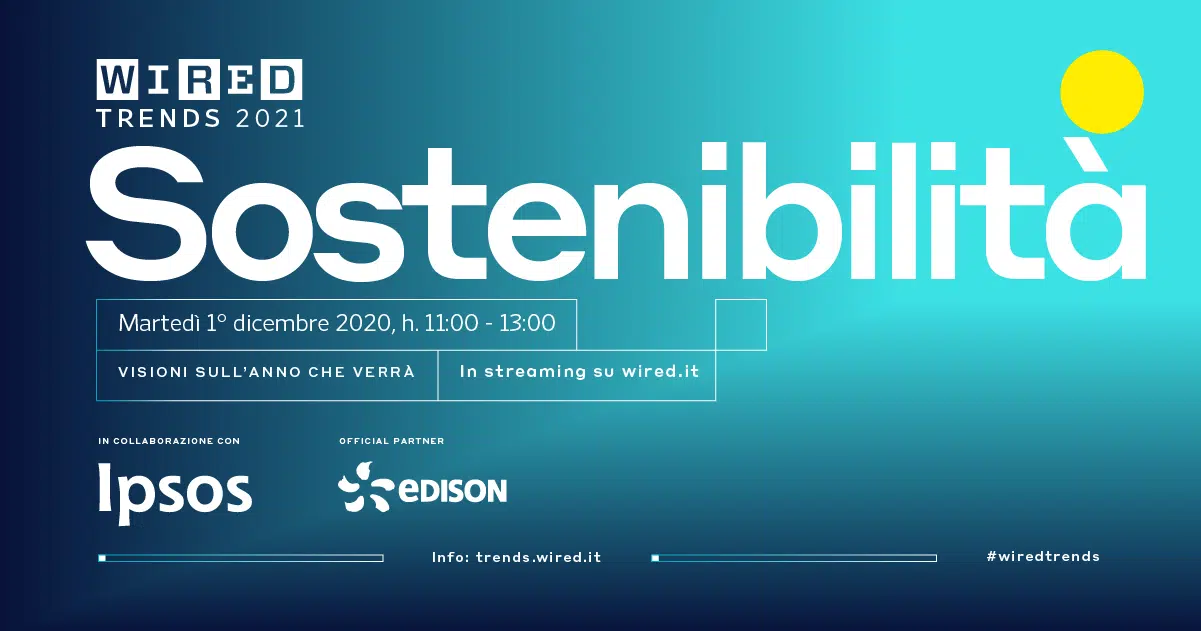 WIRED
TRENDS 2021
Sostenibilità
Martedì 1° dicembre 2020, h. 11:00 - 13:00
VISIONI SULL'ANNO CHE VERRÀ
In streaming su wired.it
IN COLLABORAZIONE CON
Ipsos
OFFICIAL PARTNER
eDISON
Info: trends.wired.it
#wiredtrends